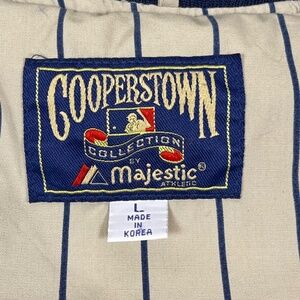 COOPERSTOWN
COLLECTION
BY
Majestic®
ATHLETIC
L
MADE
IN
KOREA